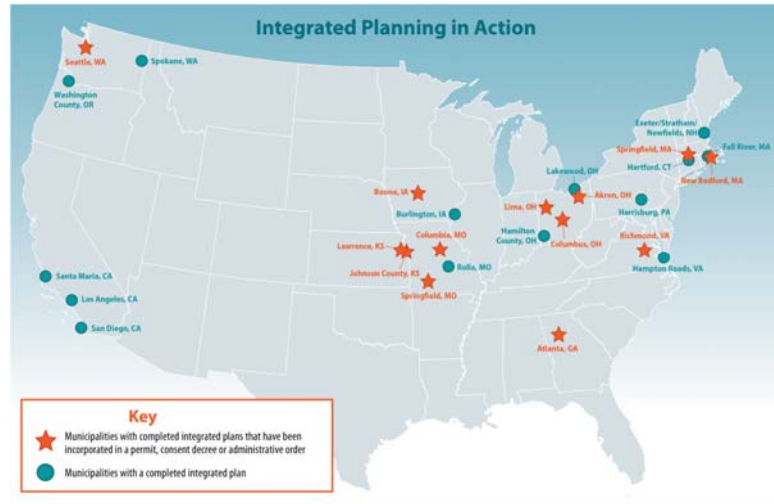 Integrated Planning in Action
Seattle, WA
Spokane, WA
Washington
County, OR
Exeter/Stratham/
Newfields, NH
Springfield, MA
Fall River, MA
Lakewood, OH
Hartford, CT
New Bedford, MA
Boone, IA
Akron, OH
Lima, OH
Burlington, IA
Harrisburg, PA
Columbia, MO
Hamilton
County, OH
Columbus, OH
Richmond, VA
Lawrence, KS
Rolla, MO
Hampton Roads, VA
Johnson County, KS
Santa Maria, CA
Springfield, MO
Los Angeles, CA
San Diego, CA
Atlanta, GA
Key
Municipalities with completed integrated plans that have been
incorporated in a permit, consent decree or administrative order
Municipalities with a completed integrated plan